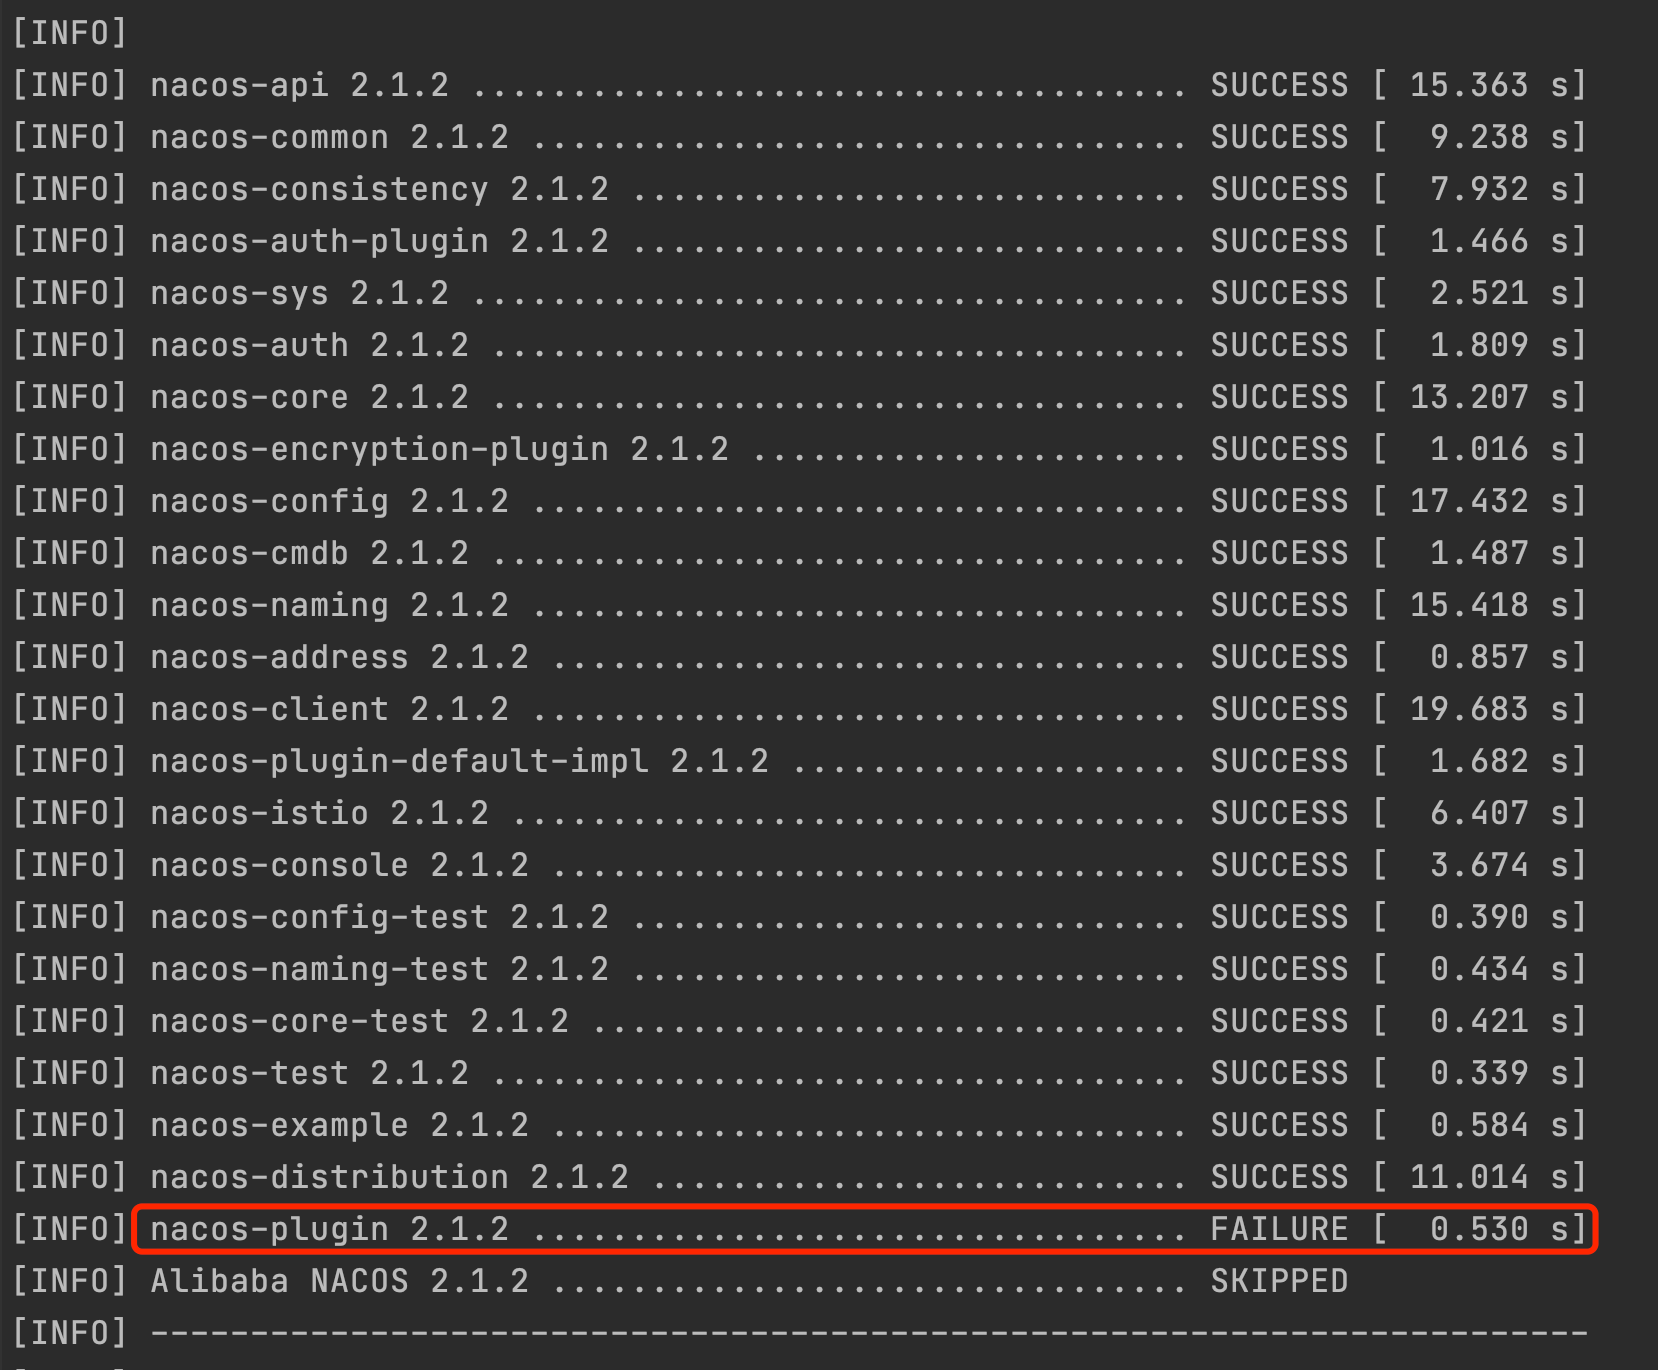 [INFO]
[INFO] nacos-api 2.1.2 .................................... SUCCESS [ 15.363 s]
[INFO] nacos-common 2.1.2 ................................. SUCCESS [  9.238 s]
[INFO] nacos-consistency 2.1.2 ............................ SUCCESS [  7.932 s]
[INFO] nacos-auth-plugin 2.1.2 ............................ SUCCESS [  1.466 s]
[INFO] nacos-sys 2.1.2 .................................... SUCCESS [  2.521 s]
[INFO] nacos-auth 2.1.2 ................................... SUCCESS [  1.809 s]
[INFO] nacos-core 2.1.2 ................................... SUCCESS [ 13.207 s]
[INFO] nacos-encryption-plugin 2.1.2 ...................... SUCCESS [  1.016 s]
[INFO] nacos-config 2.1.2 ................................. SUCCESS [ 17.432 s]
[INFO] nacos-cmdb 2.1.2 ................................... SUCCESS [  1.487 s]
[INFO] nacos-naming 2.1.2 ................................. SUCCESS [ 15.418 s]
[INFO] nacos-address 2.1.2 ................................ SUCCESS [  0.857 s]
[INFO] nacos-client 2.1.2 ................................. SUCCESS [ 19.683 s]
[INFO] nacos-plugin-default-impl 2.1.2 .................... SUCCESS [  1.682 s]
[INFO] nacos-istio 2.1.2 .................................. SUCCESS [  6.407 s]
[INFO] nacos-console 2.1.2 ................................ SUCCESS [  3.674 s]
[INFO] nacos-config-test 2.1.2 ............................ SUCCESS [  0.390 s]
[INFO] nacos-naming-test 2.1.2 ............................ SUCCESS [  0.434 s]
[INFO] nacos-core-test 2.1.2 .............................. SUCCESS [  0.421 s]
[INFO] nacos-test 2.1.2 ................................... SUCCESS [  0.339 s]
[INFO] nacos-example 2.1.2 ................................ SUCCESS [  0.584 s]
[INFO] nacos-distribution 2.1.2 ........................... SUCCESS [ 11.014 s]
[INFO] nacos-plugin 2.1.2 ................................. FAILURE [  0.530 s]
[INFO] Alibaba NACOS 2.1.2 ................................ SKIPPED
[INFO] ------------------------------------------------------------------------